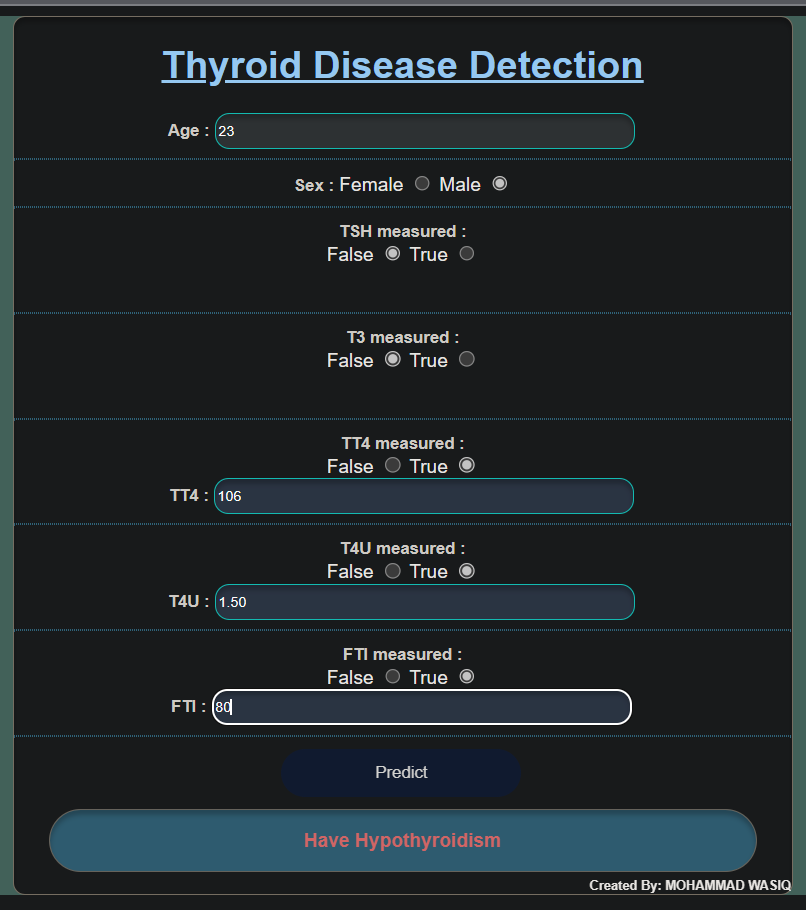 Thyroid Disease Detection
Age : 23
Sex : Female Male
TSH measured :
False True
T3 measured :
False True
TT4 measured :
False True
TT4 : 106
T4U measured :
False True
T4U : 1.50
FTI measured :
False True
FTI : 80
Predict
Have Hypothyroidism
Created By: MOHAMMAD WASIQ